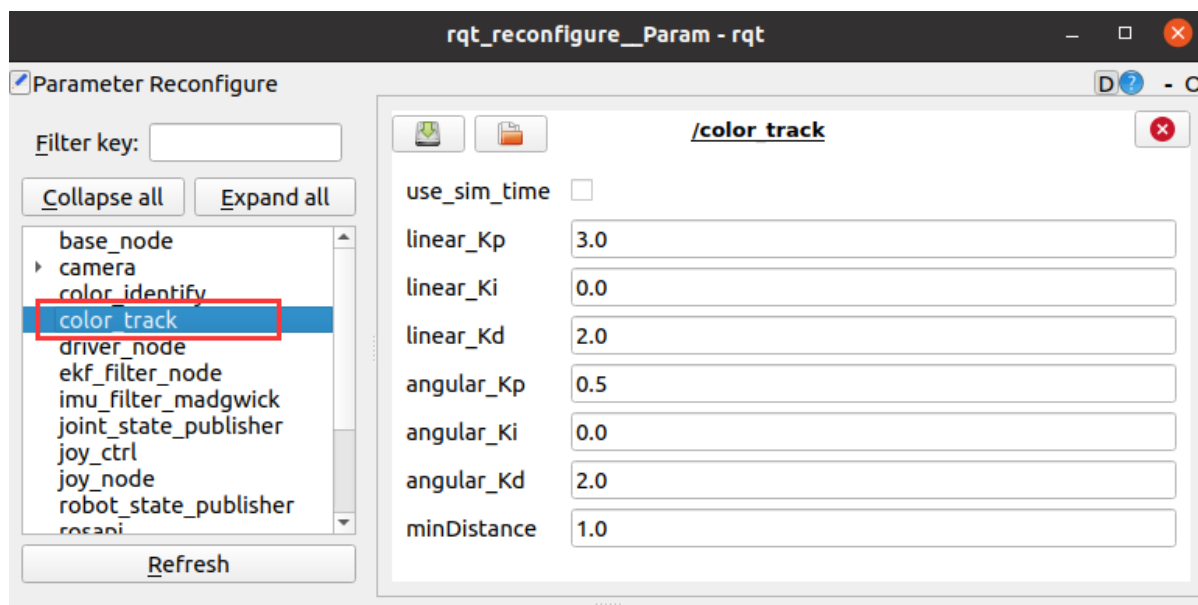 rqt_reconfigure__Param - rqt
Parameter Reconfigure
D ? - O
Filter key:
Collapse all
Expand all
base_node
camera
color_identify
color_track
driver_node
ekf_filter_node
imu_filter_madgwick
joint_state_publisher
joy_ctrl
joy_node
robot_state_publisher
rosapi
Refresh
/color_track
use_sim_time
linear_Kp 3.0
linear_Ki 0.0
linear_Kd 2.0
angular_Kp 0.5
angular_Ki 0.0
angular_Kd 2.0
minDistance 1.0